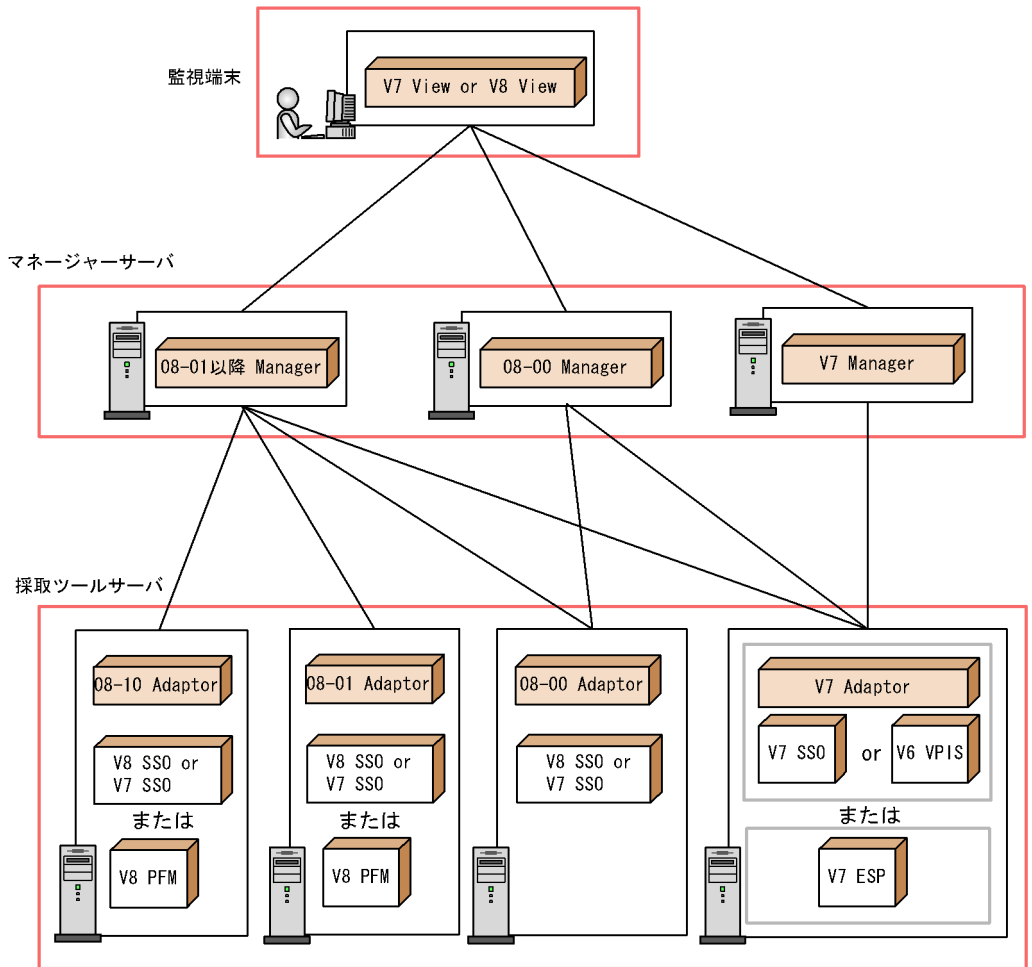 監視端末
V7 View or V8 View
マネージャーサーバ
08-01以降 Manager
08-00 Manager
V7 Manager
採取ツールサーバ
08-10 Adaptor
08-01 Adaptor
08-00 Adaptor
V7 Adaptor
V8 SSO or
V7 SSO
V8 SSO or
V7 SSO
V8 SSO or
V7 SSO
V7 SSO
or
V6 VPIS
または
または
または
V8 PFM
V8 PFM
V7 ESP